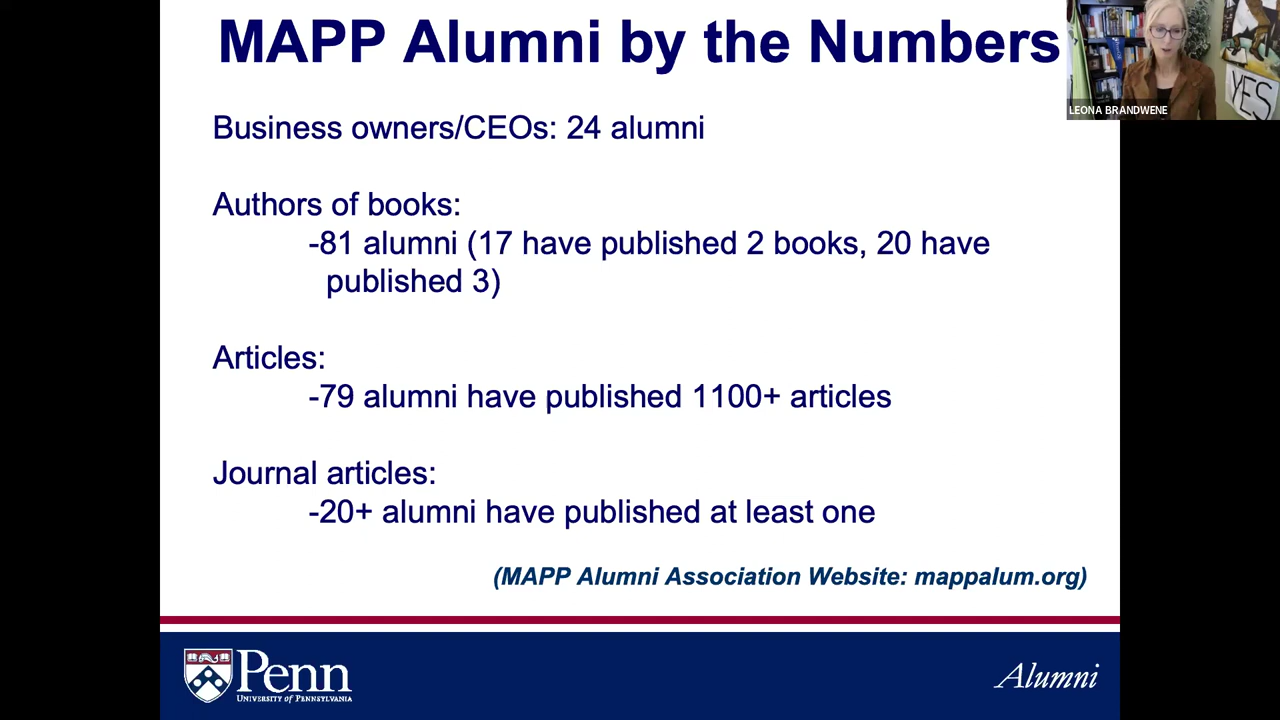 MAPP Alumni by the Numbers
LEONA BRANDWENE
YES
Business owners/CEOs: 24 alumni
Authors of books:
-81 alumni (17 have published 2 books, 20 have
published 3)
Articles:
-79 alumni have published 1100+ articles
Journal articles:
-20+ alumni have published at least one
(MAPP Alumni Association Website: mappalum.org)
Penn
UNIVERSITY OF PENNSYLVANIA
Alumni